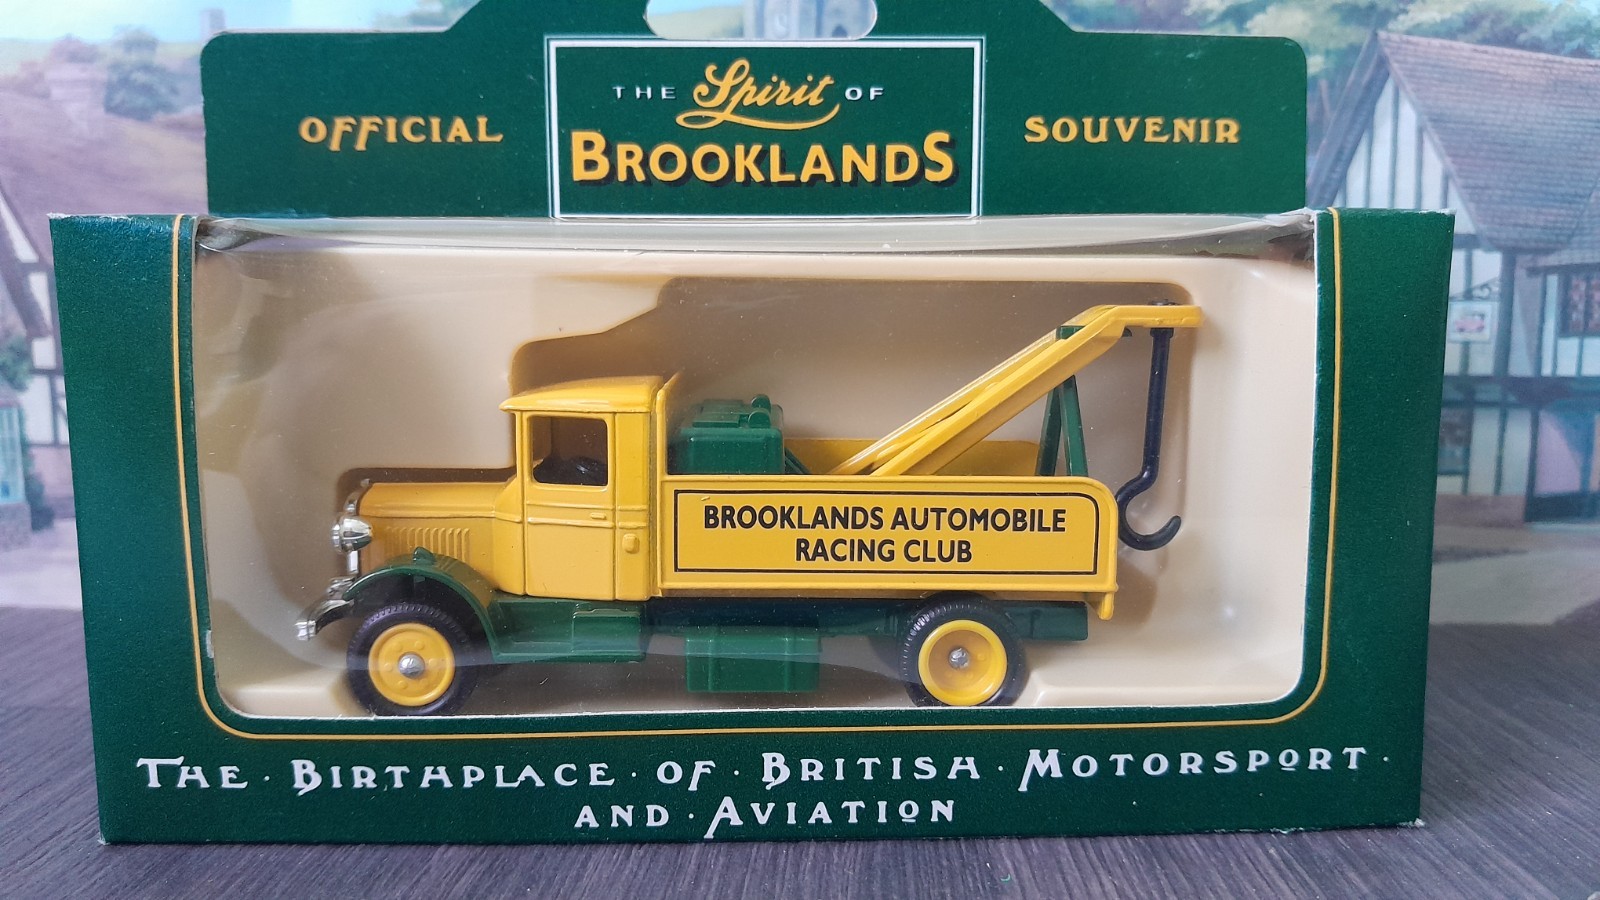 OFFICIAL
THE Spirit OF
BROOKLANDS
SOUVENIR
BROOKLANDS AUTOMOBILE
RACING CLUB
THE · BIRTHPLACE · OF · BRITISH · MOTORSPORT ·
AND · AVIATION